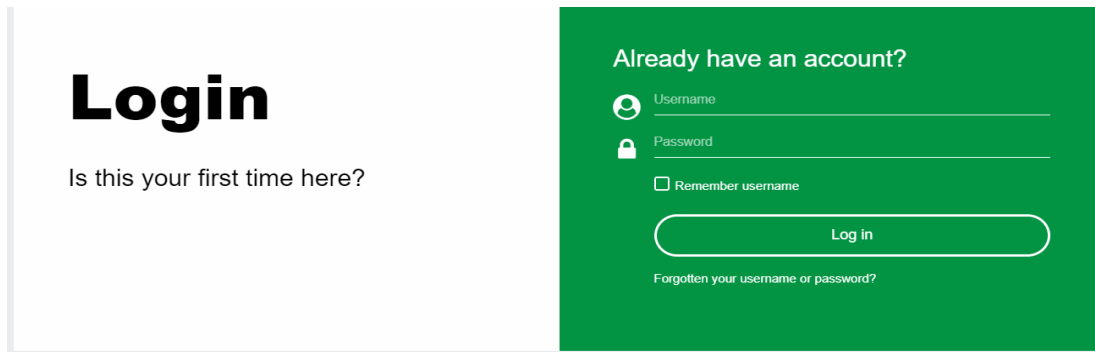 Login
Is this your first time here?
Already have an account?
Username
Password
Remember username
Log in
Forgotten your username or password?